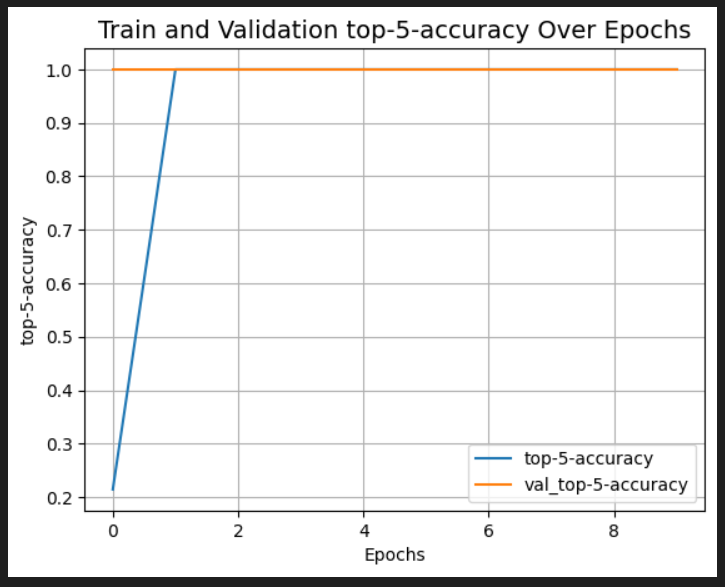 Train and Validation top-5-accuracy Over Epochs
1.0
0.9
0.8
0.7
0.6
0.5
0.4
0.3
0.2
top-5-accuracy
top-5-accuracy
val_top-5-accuracy
0 2 4 6 8
Epochs